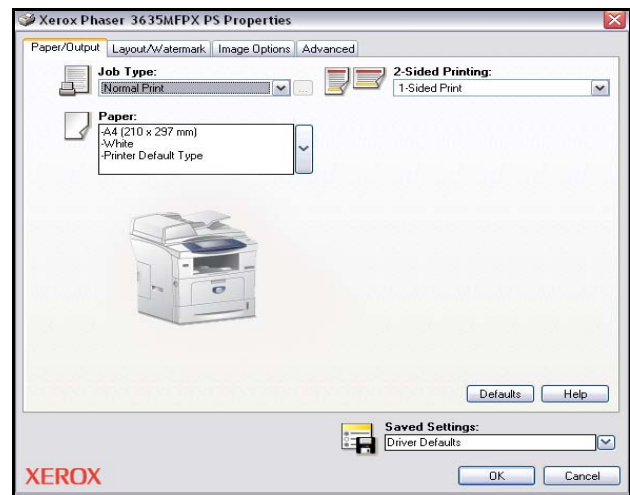 Xerox Phaser 3635MFPX PS Properties
Paper/Output Layout/Watermark Image Options Advanced
Job Type:
Normal Print
...
2-Sided Printing:
1-Sided Print
Paper:
-A4 (210 x 297 mm)
-White
-Printer Default Type
Defaults Help
Saved Settings:
Driver Defaults
XEROX OK Cancel